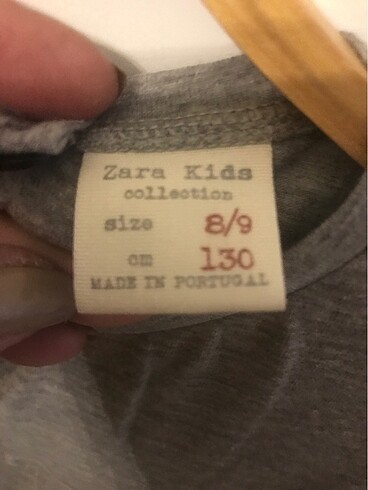 Zara Kids
collection
size 8/9
cm 130
MADE IN PORTUGAL